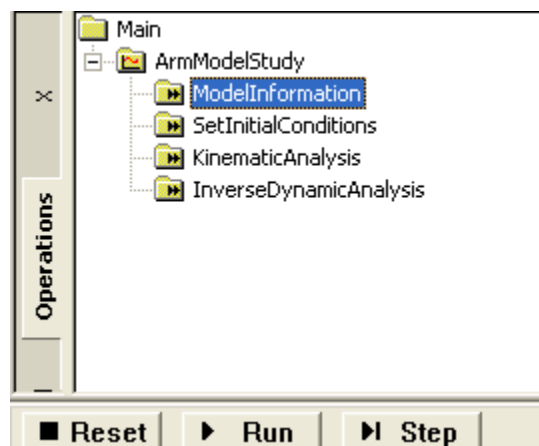 Main
ArmModelStudy
ModelInformation
SetInitialConditions
KinematicAnalysis
InverseDynamicAnalysis
Operations
Reset Run Step